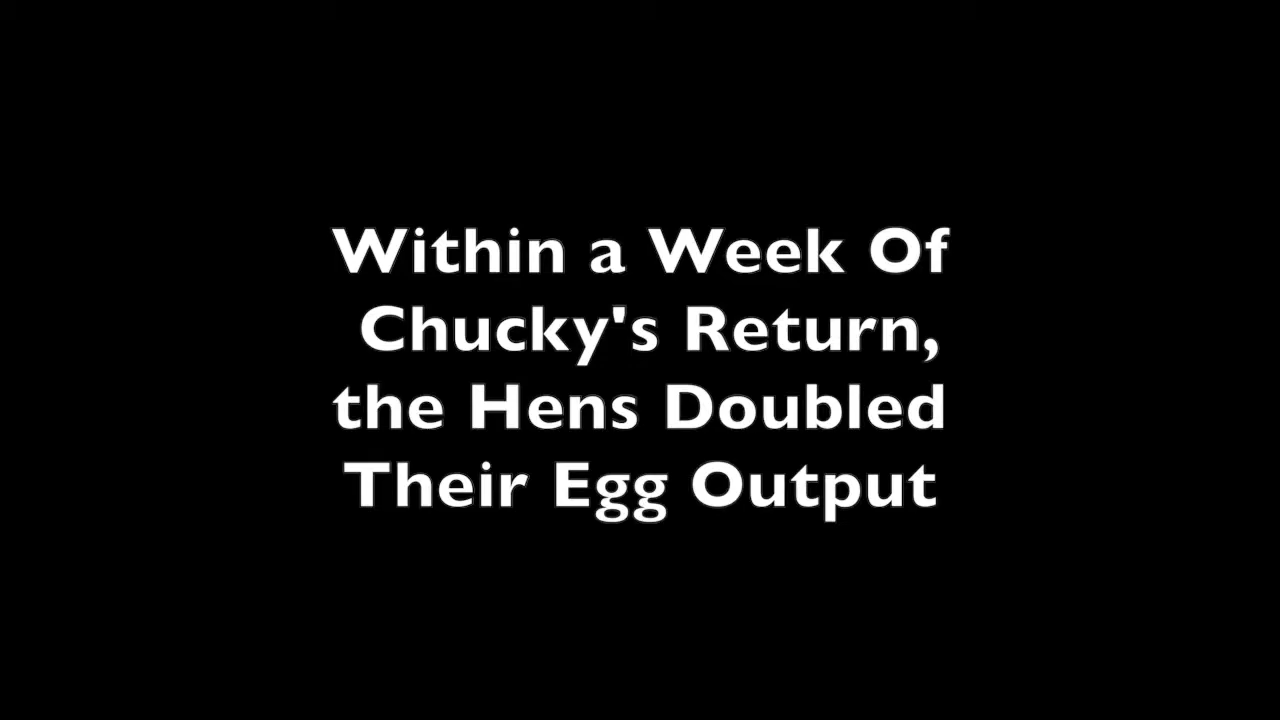 Within a Week Of
Chucky's Return,
the Hens Doubled
Their Egg Output